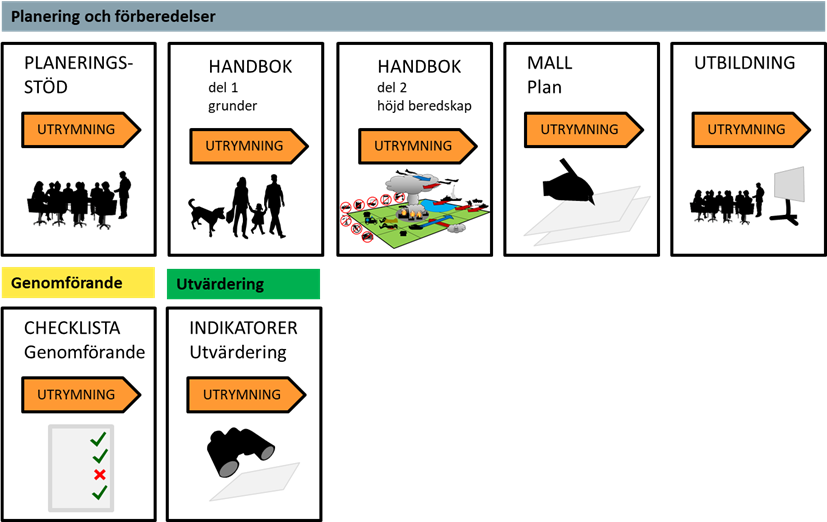 Planering och förberedelser
PLANERINGS-
STÖD
UTRYMNING
HANDBOK
del 1
grunder
UTRYMNING
HANDBOK
del 2
höjd beredskap
UTRYMNING
MALL
Plan
UTRYMNING
UTBILDNING
UTRYMNING
Genomförande
CHECKLISTA
Genomförande
UTRYMNING
Utvärdering
INDIKATORER
Utvärdering
UTRYMNING